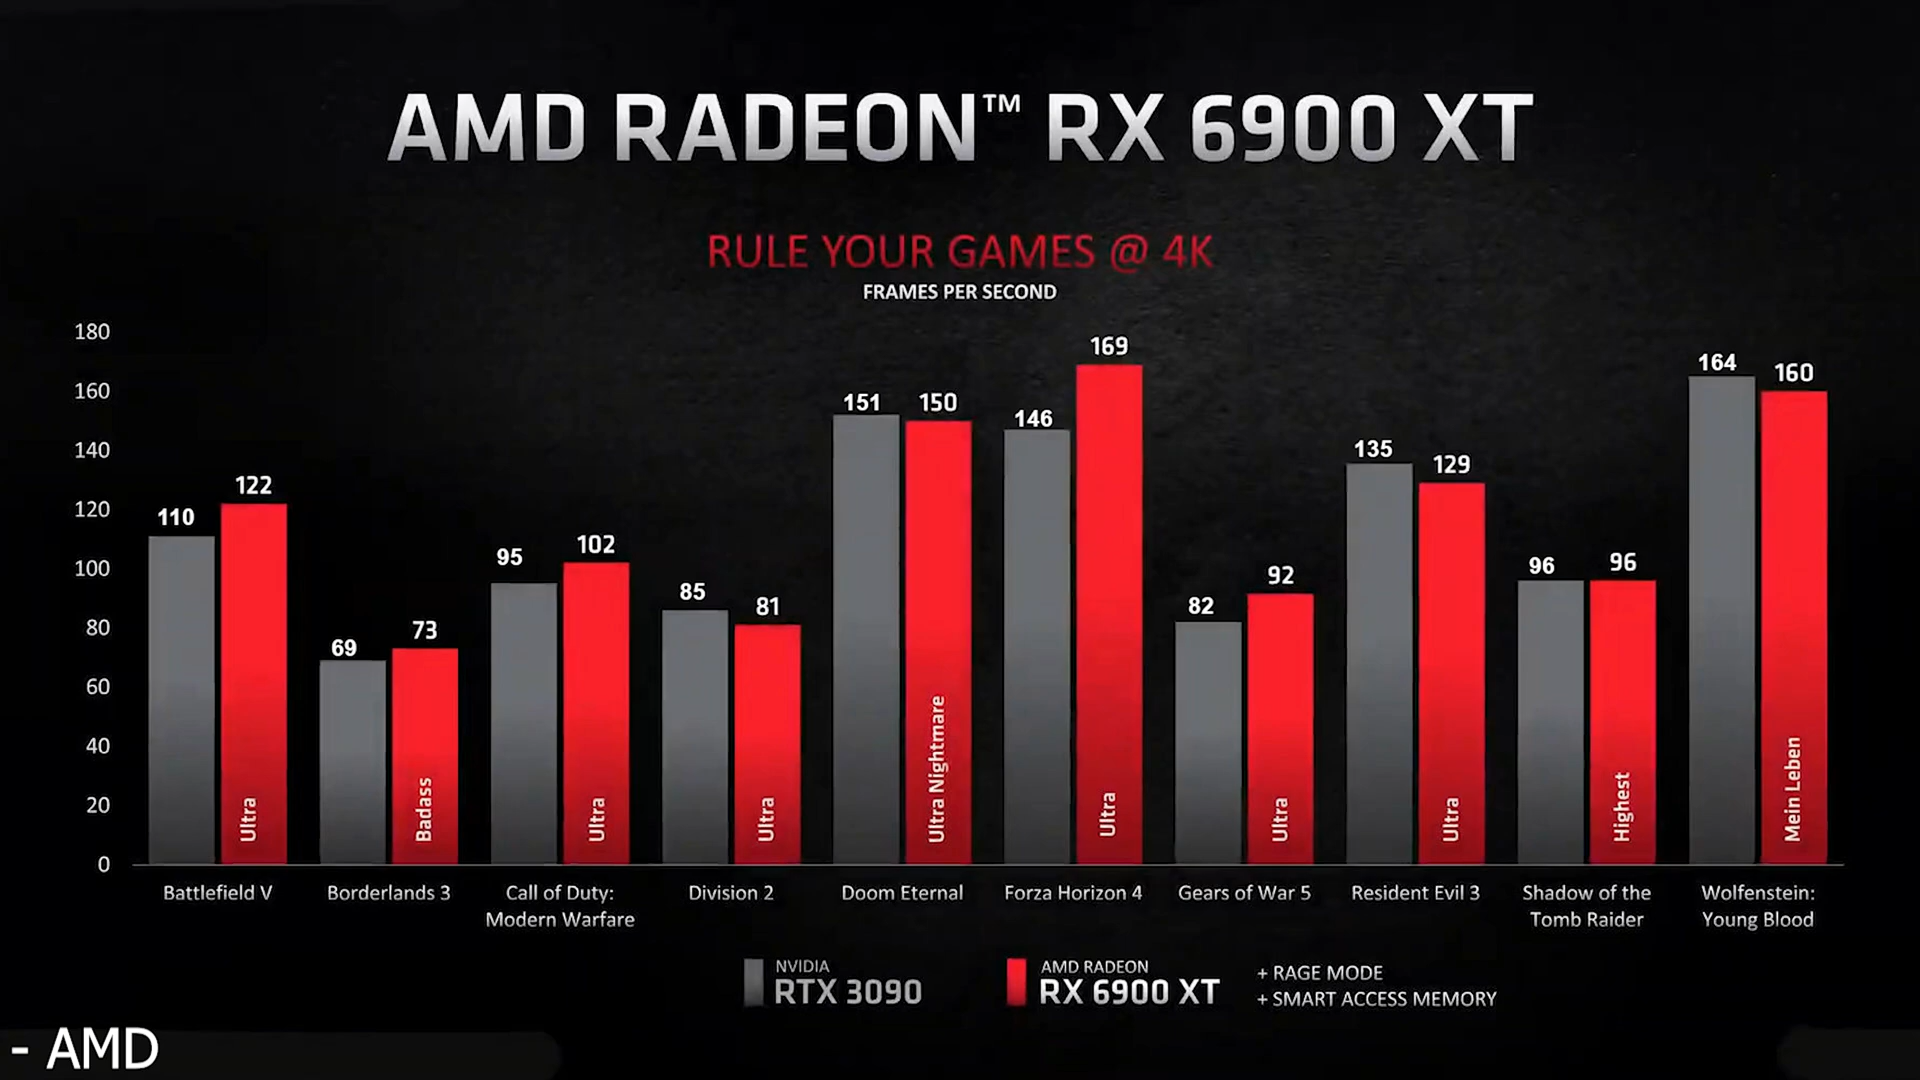 AMD RADEON™ RX 6900 XT
RULE YOUR GAMES @ 4K
FRAMES PER SECOND
180
160
140
120
100
80
60
40
20
0
110
122
69
73
95
102
85
81
151
150
146
169
82
92
135
129
96
96
164
160
Ultra
Badass
Ultra
Ultra
Ultra Nightmare
Ultra
Ultra
Ultra
Highest
Mein Leben
Battlefield V
Borderlands 3
Call of Duty:
Modern Warfare
Division 2
Doom Eternal
Forza Horizon 4
Gears of War 5
Resident Evil 3
Shadow of the
Tomb Raider
Wolfenstein:
Young Blood
NVIDIA
RTX 3090
AMD RADEON
RX 6900 XT
+ RAGE MODE
+ SMART ACCESS MEMORY
- AMD